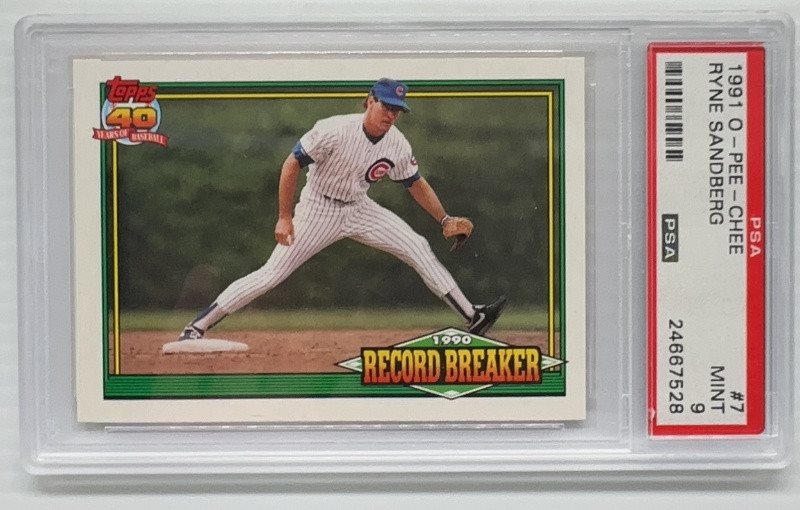 Topps
40
YEARS OF BASEBALL
C
C
1990
RECORD BREAKER
1991 O-PEE-CHEE
RYNE SANDBERG
#7
MINT
9
24667528
PSA
PSA